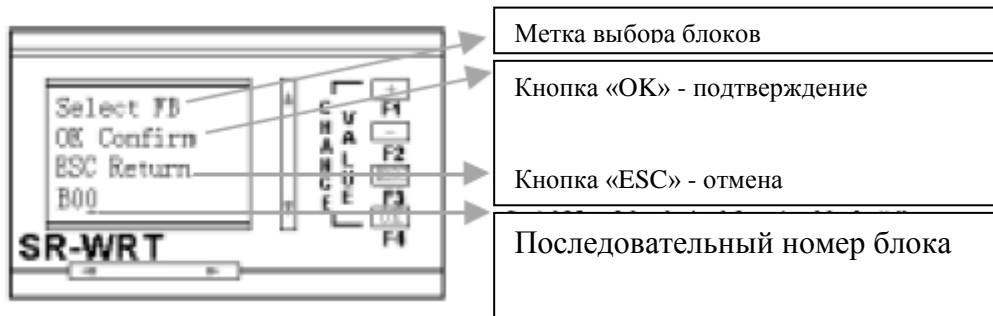 Select FB
OK Confirm
ESC Return
B00
SR-WRT
CHANGE
VALUE
+
F1
-
F2
F3
F4
Метка выбора блоков
Кнопка «OK» - подтверждение
Кнопка «ESC» - отмена
Последовательный номер блока